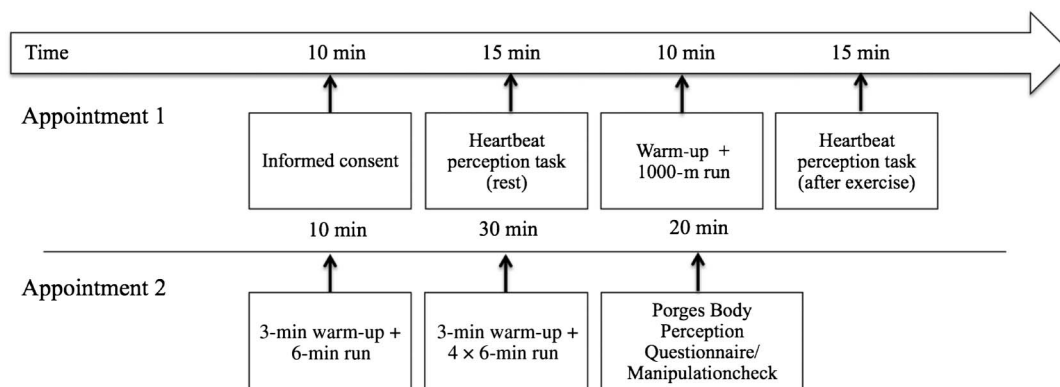 Time 10 min 15 min 10 min 15 min
Appointment 1
Informed consent
Heartbeat
perception task
(rest)
Warm-up +
1000-m run
Heartbeat
perception task
(after exercise)
10 min 30 min 20 min
Appointment 2
3-min warm-up +
6-min run
3-min warm-up +
4 × 6-min run
Porges Body
Perception
Questionnaire/
Manipulationcheck